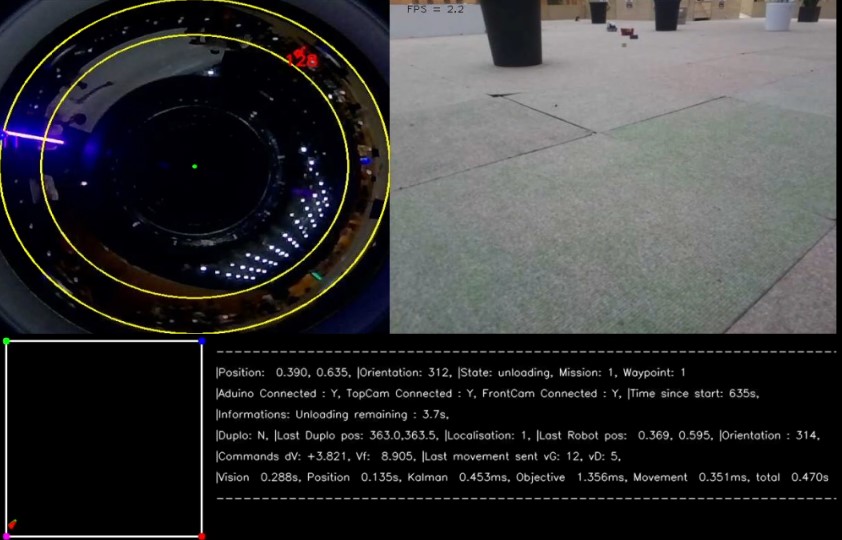 FPS = 2.2
128
|Position: 0.390, 0.635, |Orientation: 312, |State: unloading, Mission: 1, Waypoint: 1
|Aduino Connected : Y, TopCam Connected : Y, FrontCam Connected : Y, |Time since start: 635s,
|Informations: Unloading remaining : 3.7s,
|Duplo: N, |Last Duplo pos: 363.0,363.5, |Localisation: 1, |Last Robot pos: 0.369, 0.595, |Orientation : 314,
|Commands dV: +3.821, Vf: 8.905, |Last movement sent vG: 12, vD: 5,
|Vision 0.288s, Position 0.135s, Kalman 0.453ms, Objective 1.356ms, Movement 0.351ms, total 0.470s